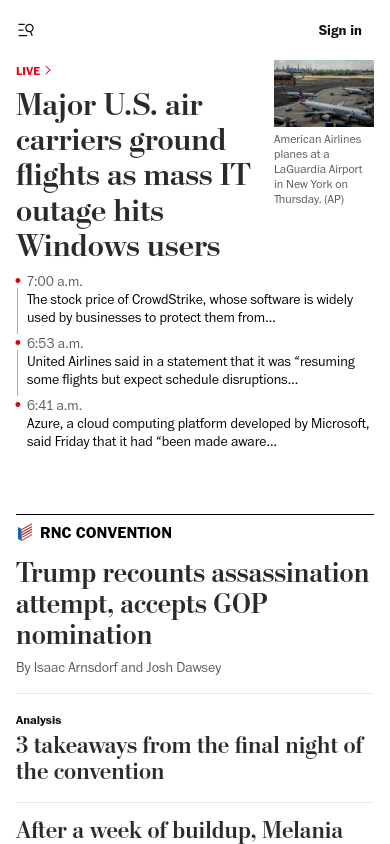 Sign in
LIVE
Major U.S. air
carriers ground
flights as mass IT
outage hits
Windows users
American Airlines
planes at a
LaGuardia Airport
in New York on
Thursday. (AP)
7:00 a.m.
The stock price of CrowdStrike, whose software is widely
used by businesses to protect them from...
6:53 a.m.
United Airlines said in a statement that it was “resuming
some flights but expect schedule disruptions...
6:41 a.m.
Azure, a cloud computing platform developed by Microsoft,
said Friday that it had “been made aware...
RNC CONVENTION
Trump recounts assassination
attempt, accepts GOP
nomination
By Isaac Arnsdorf and Josh Dawsey
Analysis
3 takeaways from the final night of
the convention
After a week of buildup, Melania